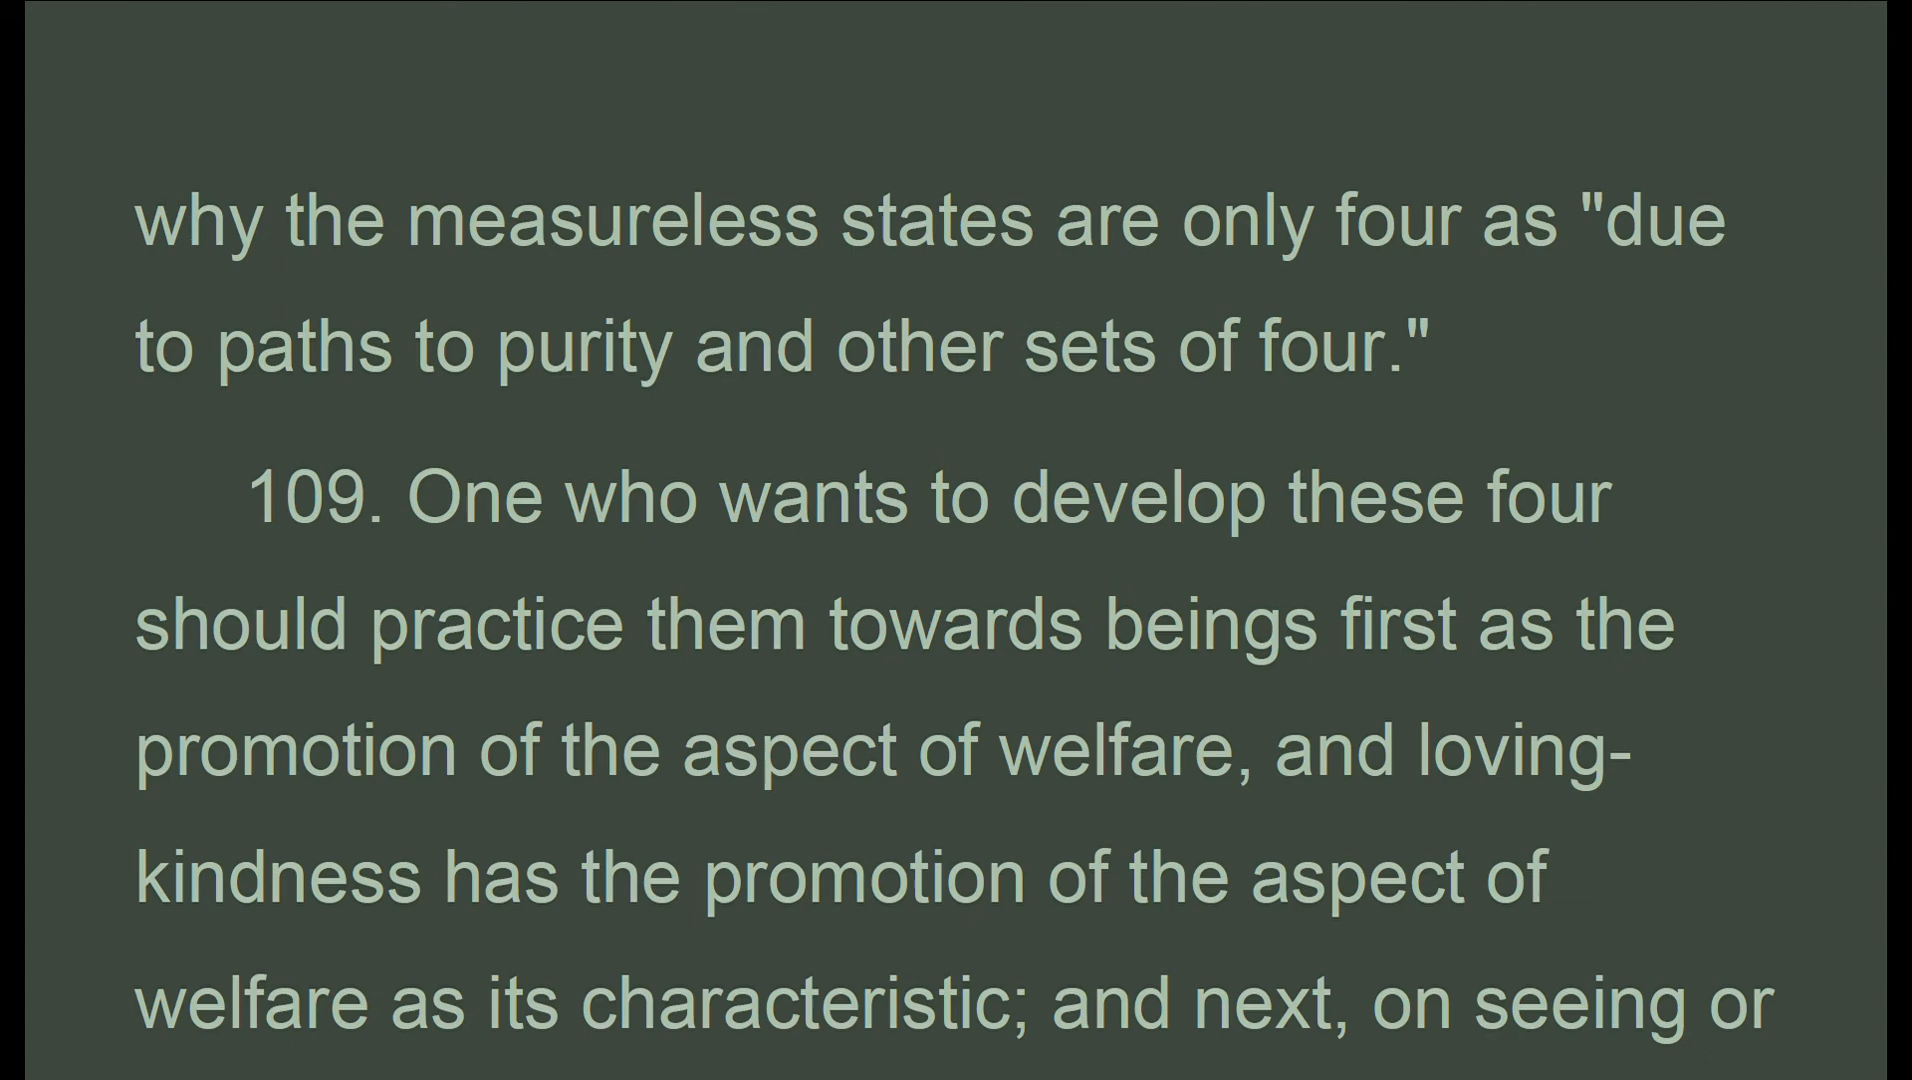 why the measureless states are only four as "due
to paths to purity and other sets of four."
109. One who wants to develop these four
should practice them towards beings first as the
promotion of the aspect of welfare, and loving-
kindness has the promotion of the aspect of
welfare as its characteristic; and next, on seeing or